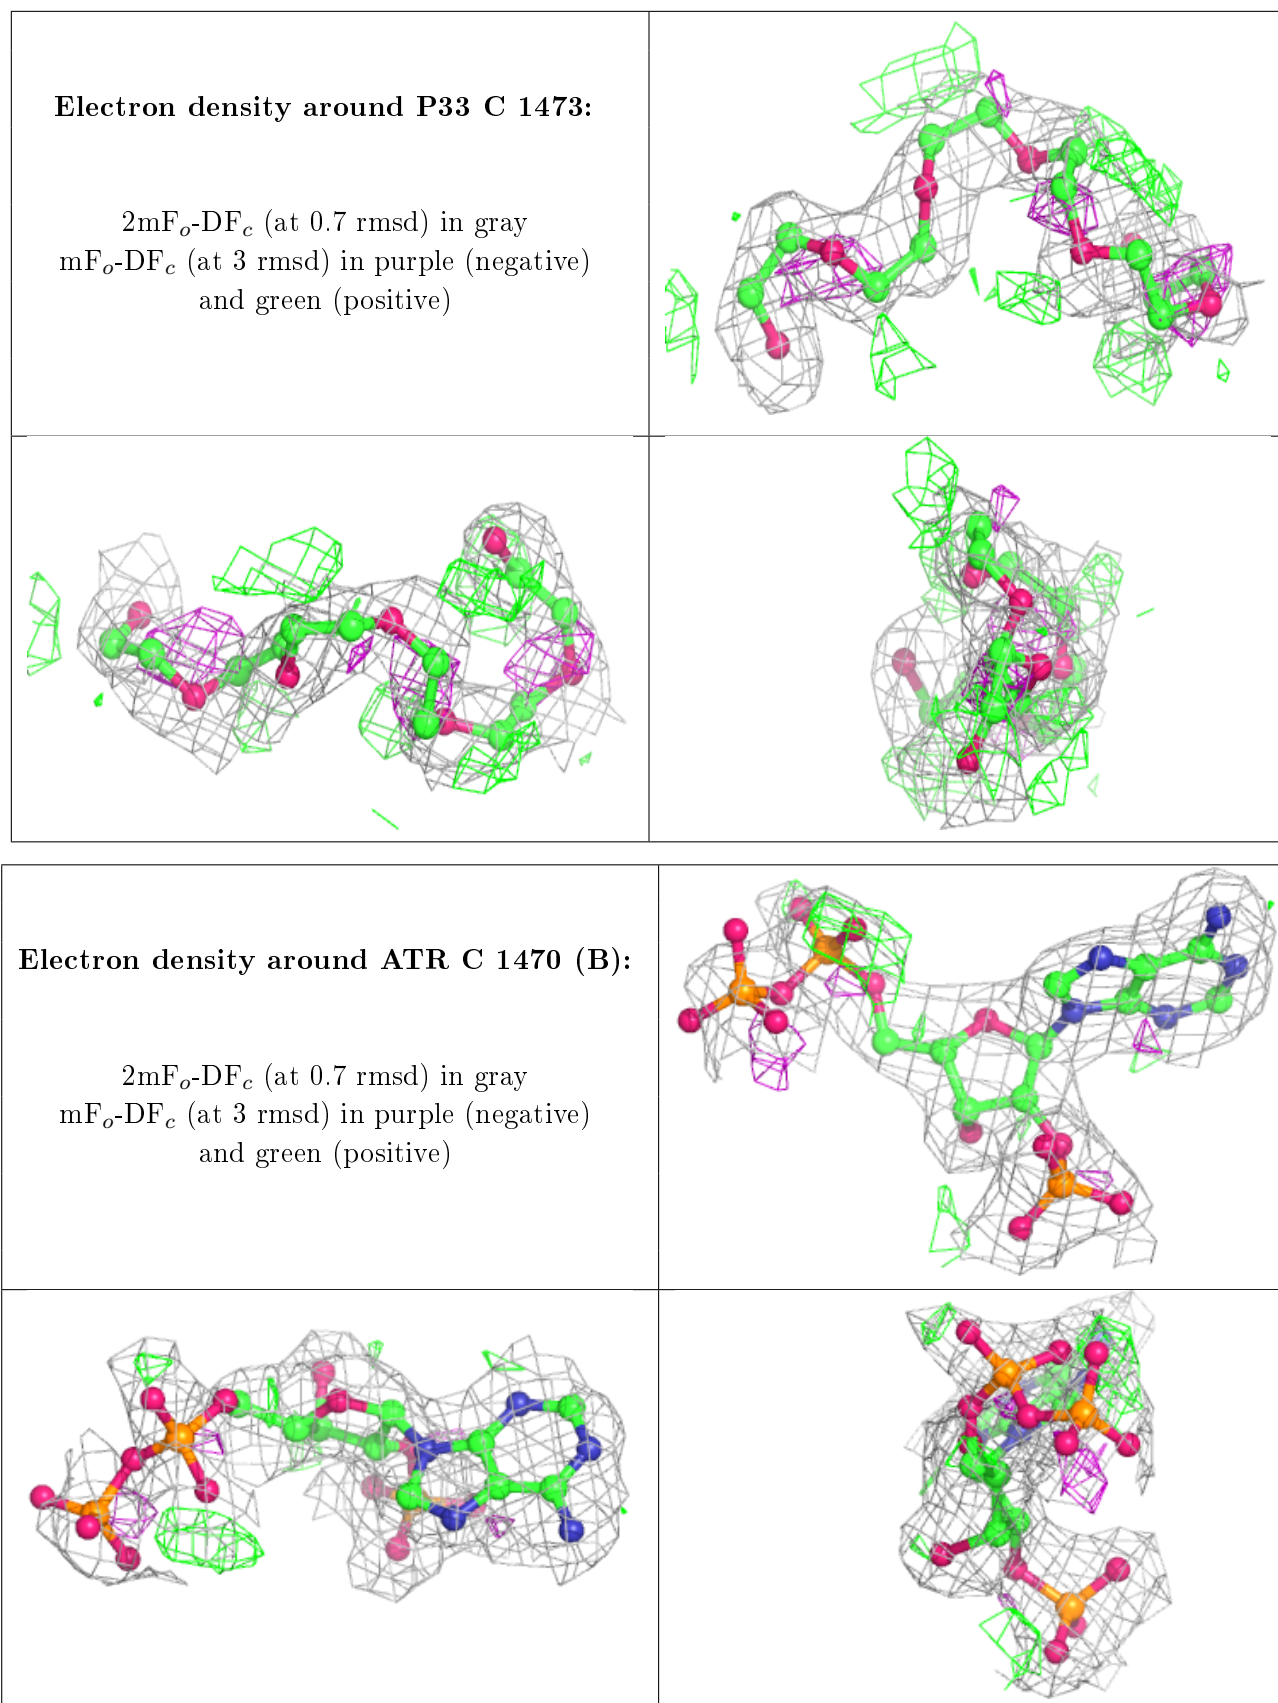 Electron density around P33 C 1473:
2mFo-DFc (at 0.7 rmsd) in gray
mFo-DFc (at 3 rmsd) in purple (negative)
and green (positive)
Electron density around ATR C 1470 (B):
2mFo-DFc (at 0.7 rmsd) in gray
mFo-DFc (at 3 rmsd) in purple (negative)
and green (positive)